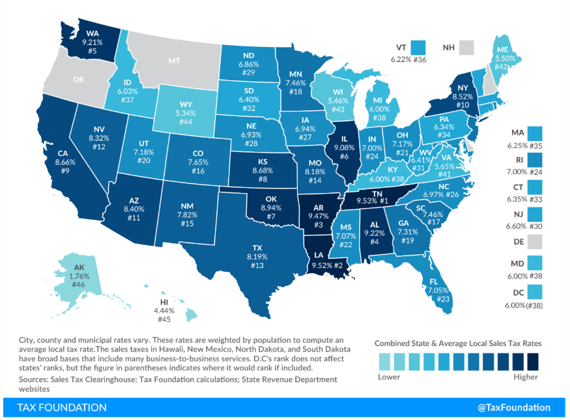 WA
9.21%
#5
OR
MT
ID
6.03%
#37
WY
5.34%
#44
NV
8.32%
#12
UT
7.18%
#20
CO
7.65%
#16
CA
8.66%
#9
AZ
8.40%
#11
NM
7.82%
#15
ND
6.86%
#29
SD
6.40%
#32
NE
6.93%
#28
KS
8.68%
#8
OK
8.94%
#7
TX
8.19%
#13
MN
7.46%
#18
IA
6.94%
#27
MO
8.18%
#14
AR
9.47%
#3
LA
9.52% #2
WI
5.46%
#43
IL
9.08%
#6
MI
6.00%
#38
IN
7.00%
#24
OH
7.17%
#21
KY
6.00% #38
TN
9.53% #1
MS
7.07%
#22
AL
9.22%
#4
GA
7.31%
#19
FL
7.05%
#23
SC
7.46%
#17
NC
6.97% #26
VA
5.65%
#41
WV
6.41%
#31
PA
6.34%
#34
NY
8.52%
#10
ME
5.50%
#42
VT
6.22% #36
NH
MA
6.25% #35
RI
7.00% #24
CT
6.35% #33
NJ
6.60% #30
DE
MD
6.00% #38
DC
6.00%(#38)
AK
1.76%
#46
HI
4.44%
#45
City, county and municipal rates vary. These rates are weighted by population to compute an
average local tax rate.The sales taxes in Hawaii, New Mexico, North Dakota, and South Dakota
have broad bases that include many business-to-business services. D.C's rank does not affect
states' ranks, but the figure in parentheses indicates where it would rank if included.
Sources: Sales Tax Clearinghouse; Tax Foundation calculations; State Revenue Department
websites
Combined State & Average Local Sales Tax Rates
Lower Higher
TAX FOUNDATION @TaxFoundation